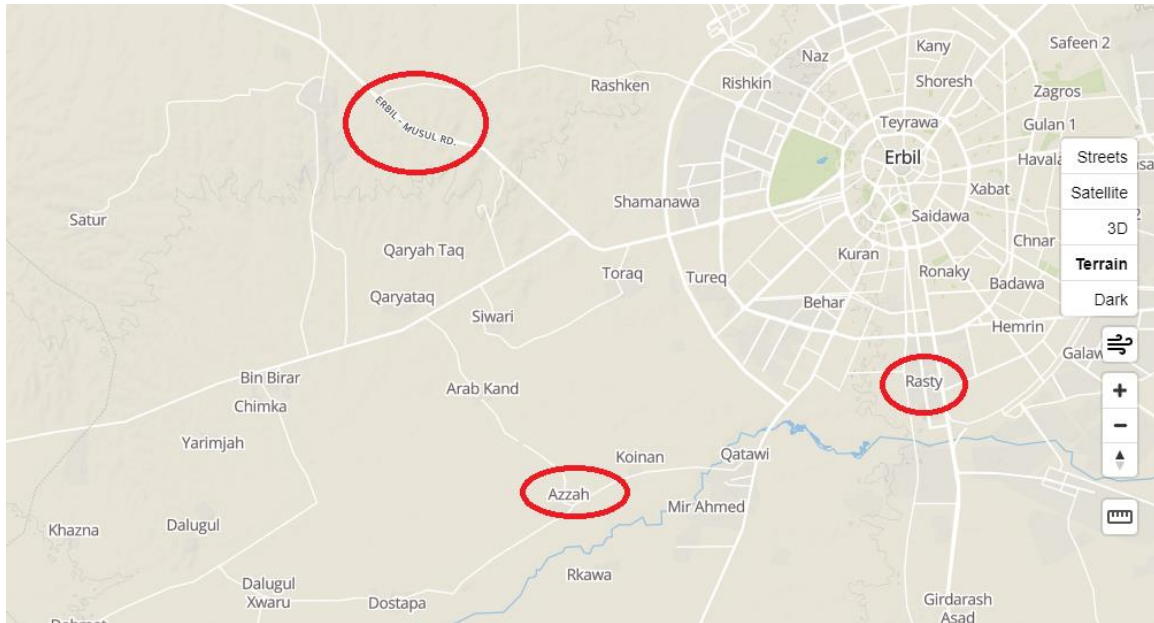 Kany
Safeen 2
Naz
Rashken
Rishkin
Shoresh
Zagros
ERBIL - MUSUL RD.
Teyrawa
Gulan 1
Erbil
Streets
Satellite
3D
Terrain
Dark
Xabat
Shamanawa
Saidawa
Satur
Chnar
Qaryah Taq
Kuran
Toraq
Tureq
Ronaky
Badawa
Qaryataq
Behar
Siwari
Hemrin
Bin Birar
Rasty
Arab Kand
Chimka
Yarimjah
Koinan
Qatawi
Azzah
Mir Ahmed
Khazna
Dalugul
Rkawa
Dalugul
Xwaru
Dostapa
Girdarash
Asad